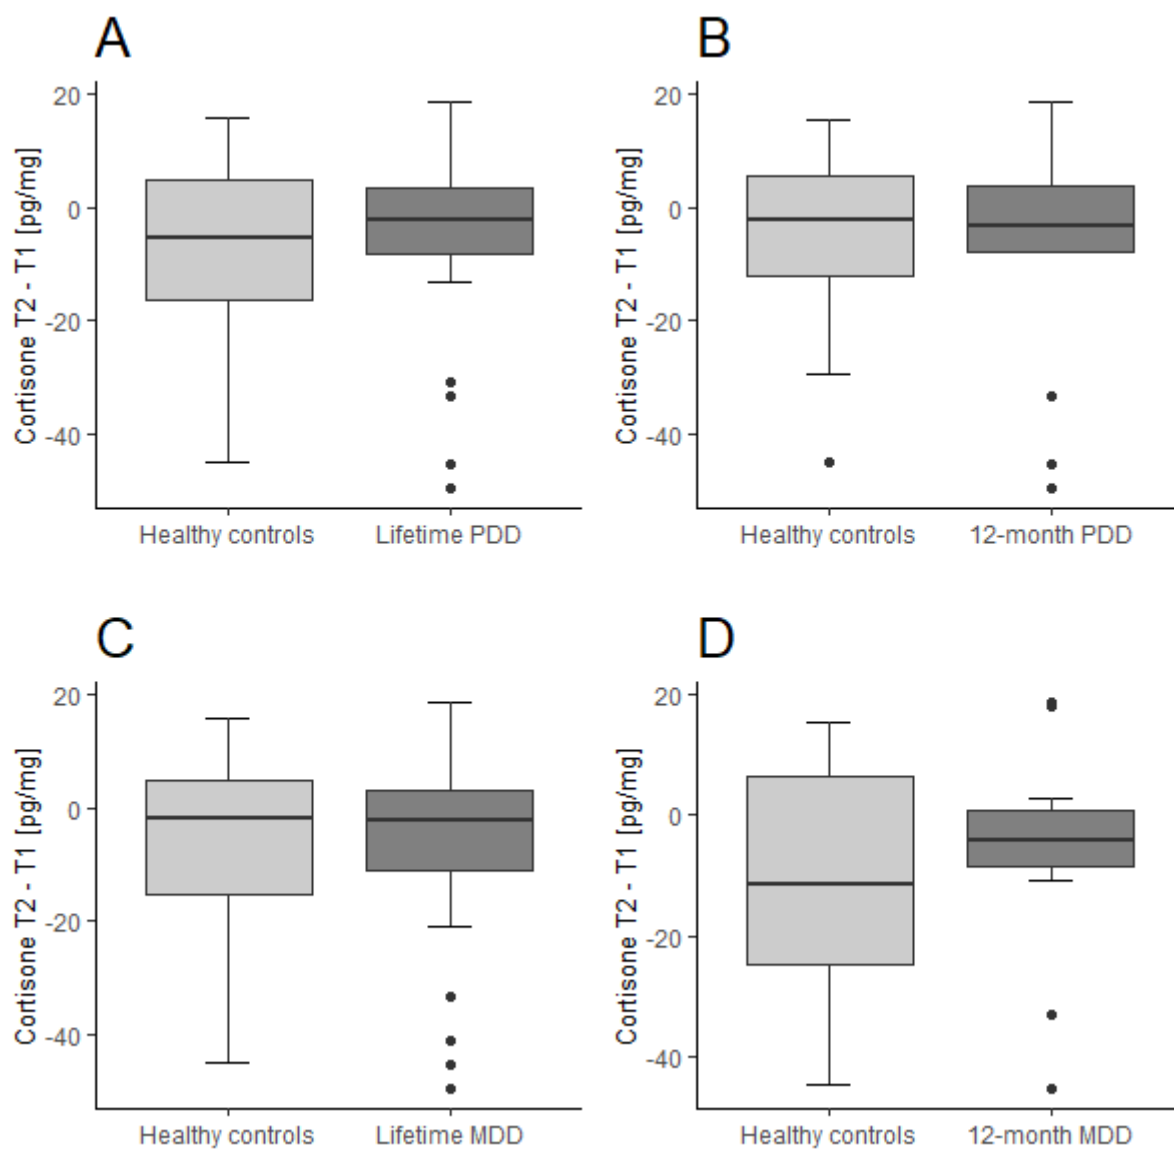 A
Cortisone T2 - T1 [pg/mg]
20
0
-20
-40
Healthy controls
Lifetime PDD
B
Cortisone T2 - T1 [pg/mg]
20
0
-20
-40
Healthy controls
12-month PDD
C
Cortisone T2 - T1 [pg/mg]
20
0
-20
-40
Healthy controls
Lifetime MDD
D
Cortisone T2 - T1 [pg/mg]
20
0
-20
-40
Healthy controls
12-month MDD